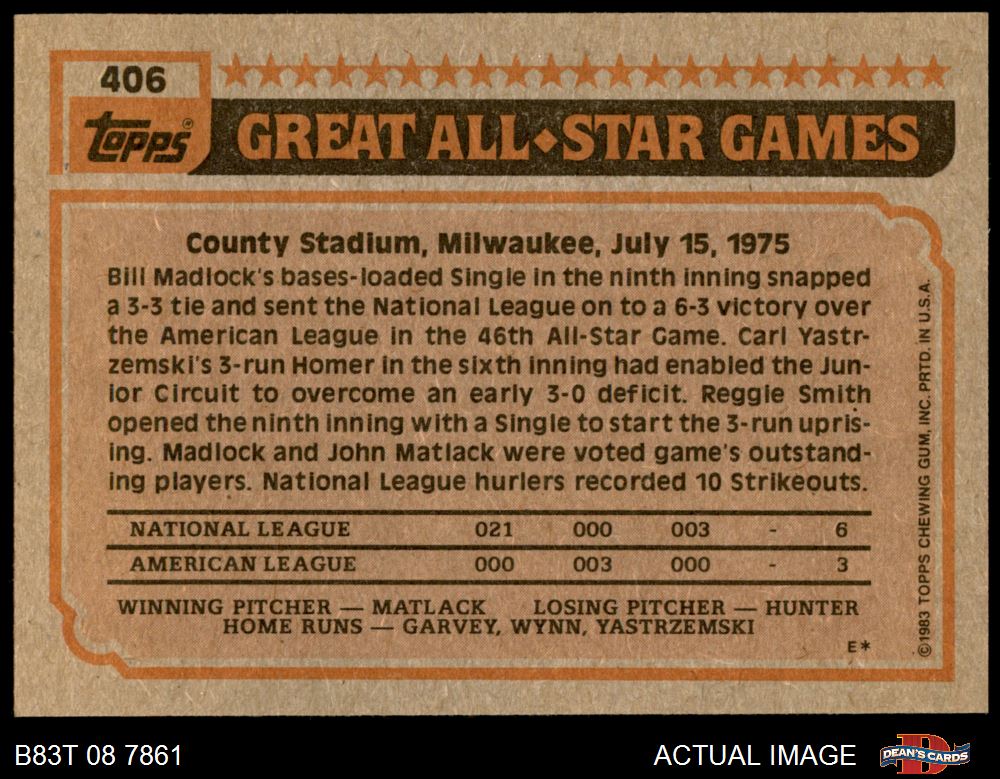 406
Topps®
GREAT ALL◆STAR GAMES
County Stadium, Milwaukee, July 15, 1975
Bill Madlock's bases-loaded Single in the ninth inning snapped
a 3-3 tie and sent the National League on to a 6-3 victory over
the American League in the 46th All-Star Game. Carl Yastr-
zemski's 3-run Homer in the sixth inning had enabled the Jun-
ior Circuit to overcome an early 3-0 deficit. Reggie Smith
opened the ninth inning with a Single to start the 3-run upris-
ing. Madlock and John Matlack were voted game's outstand-
ing players. National League hurlers recorded 10 Strikeouts.
NATIONAL LEAGUE 021 000 003 - 6
AMERICAN LEAGUE 000 003 000 - 3
WINNING PITCHER — MATLACK LOSING PITCHER — HUNTER
HOME RUNS — GARVEY, WYNN, YASTRZEMSKI
E*
©1983 TOPPS CHEWING GUM, INC. PRTD. IN U.S.A.
B83T 08 7861
ACTUAL IMAGE
D
DEAN'S CARDS